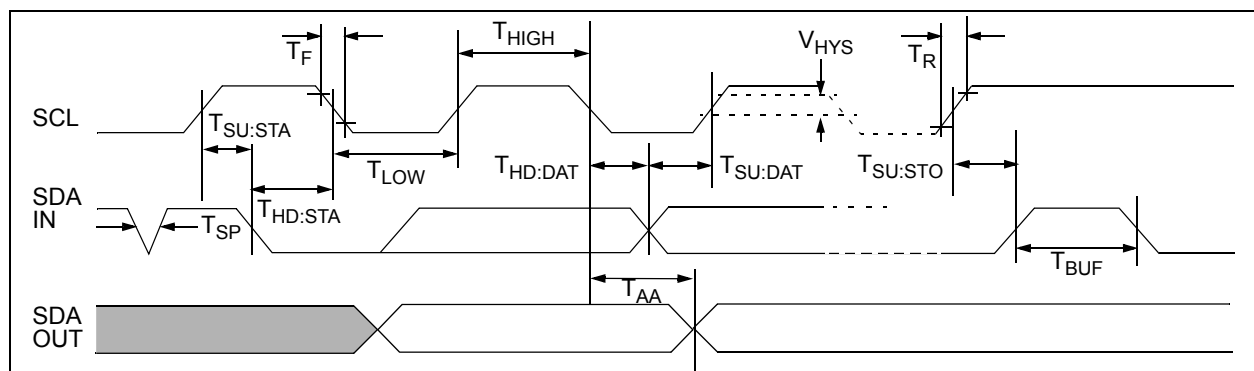 T_F
T_HIGH
V_HYS
T_R
SCL
T_SU:STA
T_LOW
T_HD:DAT
T_SU:DAT
T_SU:STO
SDA
IN
T_SP
T_HD:STA
T_BUF
T_AA
SDA
OUT